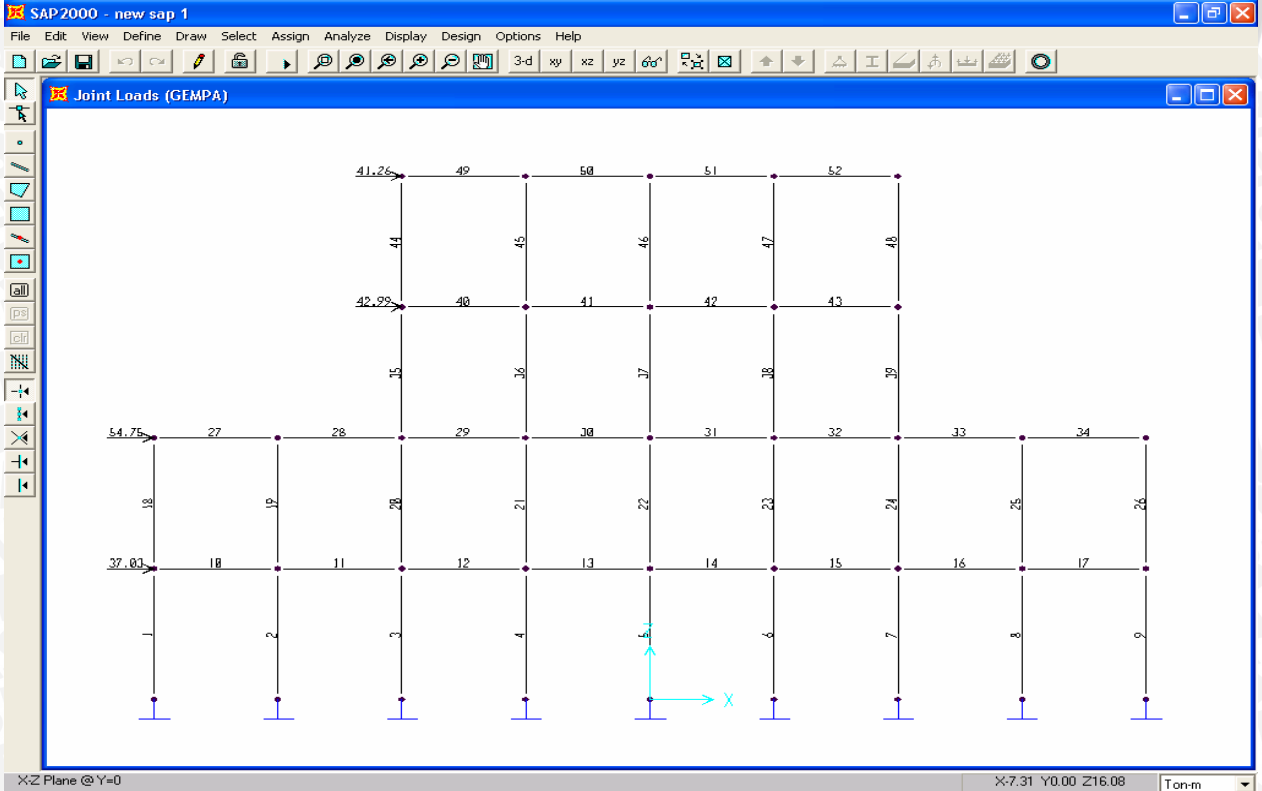 SAP2000 - new sap 1
File Edit View Define Draw Select Assign Analyze Display Design Options Help
3-d xy xz yz
Joint Loads (GEMPA)
all
ps
clr
41.26 49 50 51 52
44 45 46 47 48
42.99 40 41 42 43
35 36 37 38 39
54.75 27 28 29 30 31 32 33 34
18 19 20 21 22 23 24 25 26
37.03 10 11 12 13 14 15 16 17
1 2 3 4 5 6 7 8 9
X
X-Z Plane @ Y=0
X-7.31 Y0.00 Z16.08
Ton-m